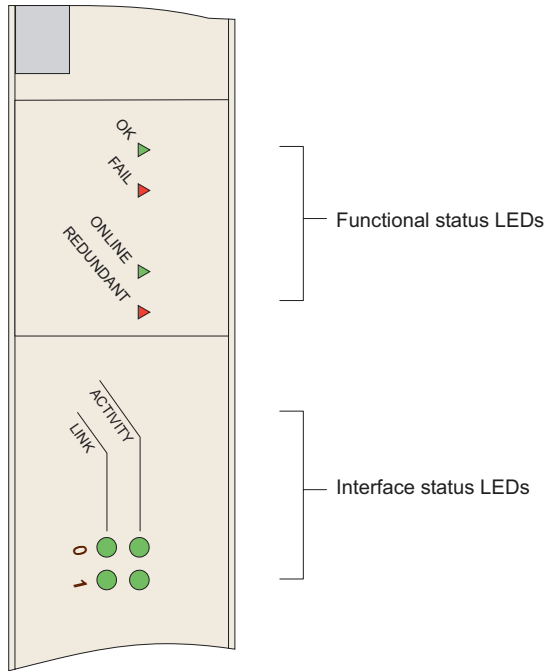 OK
FAIL
ONLINE
REDUNDANT
Functional status LEDs
ACTIVITY
LINK
Interface status LEDs
0
1